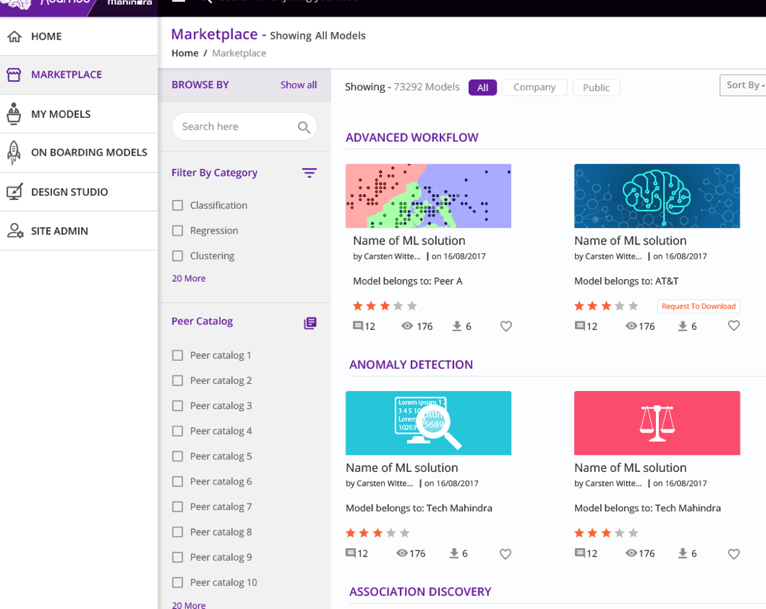 Mahindra
HOME
MARKETPLACE
MY MODELS
ON BOARDING MODELS
DESIGN STUDIO
SITE ADMIN
Marketplace - Showing All Models
Home / Marketplace
BROWSE BY Show all
Search here
Filter By Category
Classification
Regression
Clustering
20 More
Peer Catalog
Peer catalog 1
Peer catalog 2
Peer catalog 3
Peer catalog 4
Peer catalog 5
Peer catalog 6
Peer catalog 7
Peer catalog 8
Peer catalog 9
Peer catalog 10
20 More
Showing - 73292 Models All Company Public Sort By -
ADVANCED WORKFLOW
Name of ML solution
by Carsten Witte... | on 16/08/2017
Model belongs to: Peer A
12 176 6
Name of ML solution
by Carsten Witte... | on 16/08/2017
Model belongs to: AT&T
Request To Download
12 176 6
ANOMALY DETECTION
Lorem ipsum 12
3 4 5 10
Lorem
10203 5689
Name of ML solution
by Carsten Witte... | on 16/08/2017
Model belongs to: Tech Mahindra
12 176 6
Name of ML solution
by Carsten Witte... | on 16/08/2017
Model belongs to: Tech Mahindra
12 176 6
ASSOCIATION DISCOVERY